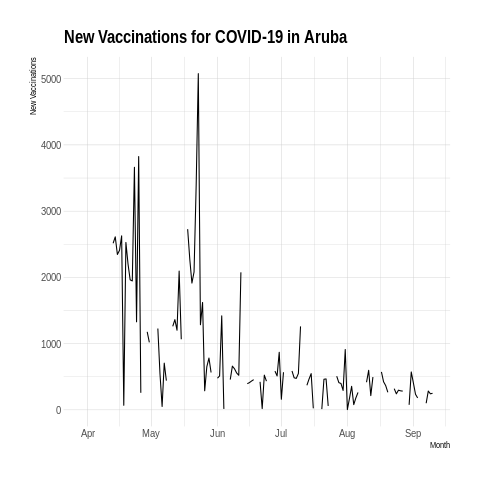 New Vaccinations for COVID-19 in Aruba
New Vaccinations
5000
4000
3000
2000
1000
0
Apr May Jun Jul Aug Sep
Month